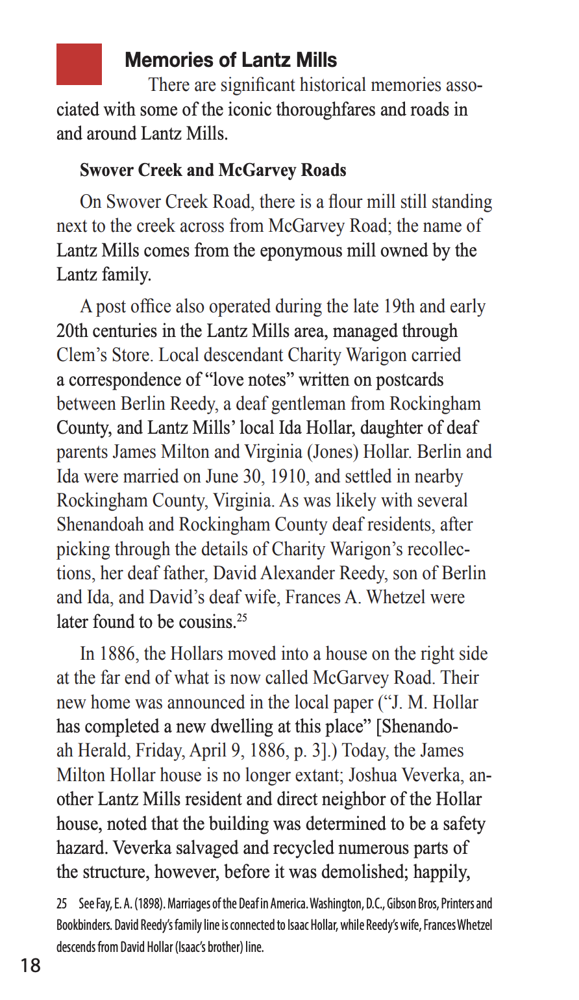 Memories of Lantz Mills
There are significant historical memories asso-
ciated with some of the iconic thoroughfares and roads in
and around Lantz Mills.
Swover Creek and McGarvey Roads
On Swover Creek Road, there is a flour mill still standing
next to the creek across from McGarvey Road; the name of
Lantz Mills comes from the eponymous mill owned by the
Lantz family.
A post office also operated during the late 19th and early
20th centuries in the Lantz Mills area, managed through
Clem’s Store. Local descendant Charity Warigon carried
a correspondence of “love notes” written on postcards
between Berlin Reedy, a deaf gentleman from Rockingham
County, and Lantz Mills’ local Ida Hollar, daughter of deaf
parents James Milton and Virginia (Jones) Hollar. Berlin and
Ida were married on June 30, 1910, and settled in nearby
Rockingham County, Virginia. As was likely with several
Shenandoah and Rockingham County deaf residents, after
picking through the details of Charity Warigon’s recollec-
tions, her deaf father, David Alexander Reedy, son of Berlin
and Ida, and David’s deaf wife, Frances A. Whetzel were
later found to be cousins.25
In 1886, the Hollars moved into a house on the right side
at the far end of what is now called McGarvey Road. Their
new home was announced in the local paper (“J. M. Hollar
has completed a new dwelling at this place” [Shenando-
ah Herald, Friday, April 9, 1886, p. 3].) Today, the James
Milton Hollar house is no longer extant; Joshua Veverka, an-
other Lantz Mills resident and direct neighbor of the Hollar
house, noted that the building was determined to be a safety
hazard. Veverka salvaged and recycled numerous parts of
the structure, however, before it was demolished; happily,
25 See Fay, E. A. (1898). Marriages of the Deaf in America. Washington, D.C., Gibson Bros, Printers and
Bookbinders. David Reedy’s family line is connected to Isaac Hollar, while Reedy’s wife, Frances Whetzel
descends from David Hollar (Isaac’s brother) line.
18